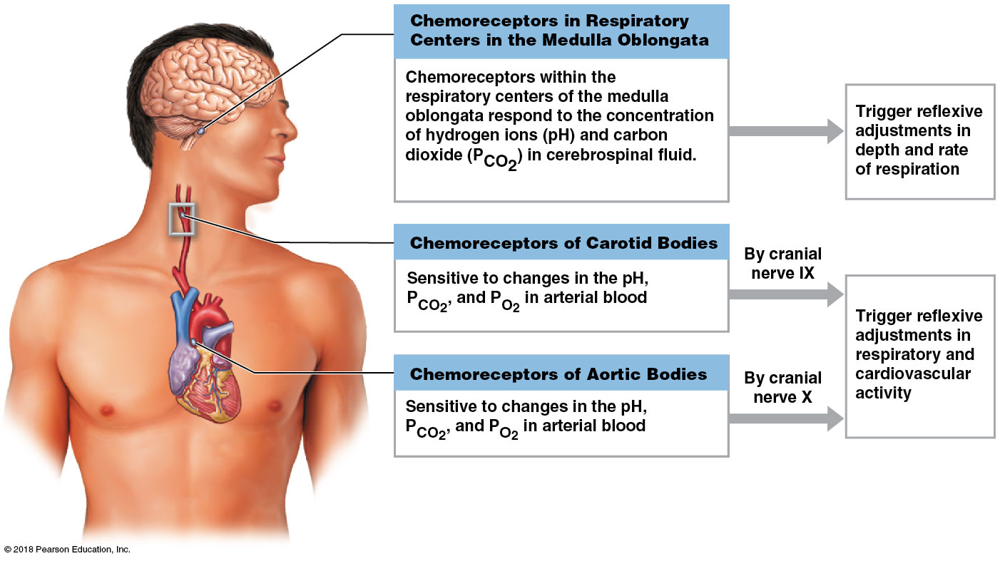 Chemoreceptors in Respiratory
Centers in the Medulla Oblongata
Chemoreceptors within the
respiratory centers of the medulla
oblongata respond to the concentration
of hydrogen ions (pH) and carbon
dioxide (PCO2) in cerebrospinal fluid.
Trigger reflexive
adjustments in
depth and rate
of respiration
Chemoreceptors of Carotid Bodies
Sensitive to changes in the pH,
PCO2, and PO2 in arterial blood
By cranial
nerve IX
Chemoreceptors of Aortic Bodies
Sensitive to changes in the pH,
PCO2, and PO2 in arterial blood
By cranial
nerve X
Trigger reflexive
adjustments in
respiratory and
cardiovascular
activity
© 2018 Pearson Education, Inc.